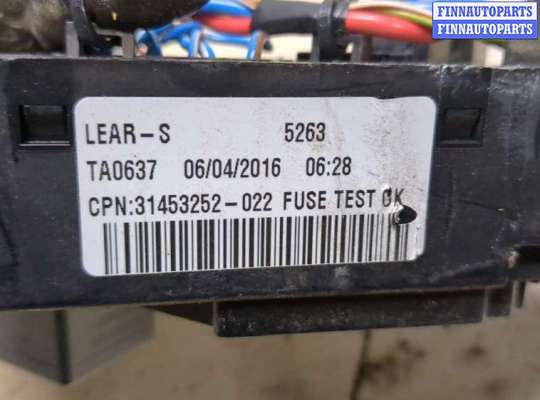 FINNAUTOPARTS
FINNAUTOPARTS
LEAR-S 5263
TA0637 06/04/2016 06:28
CPN:31453252-022 FUSE TEST OK